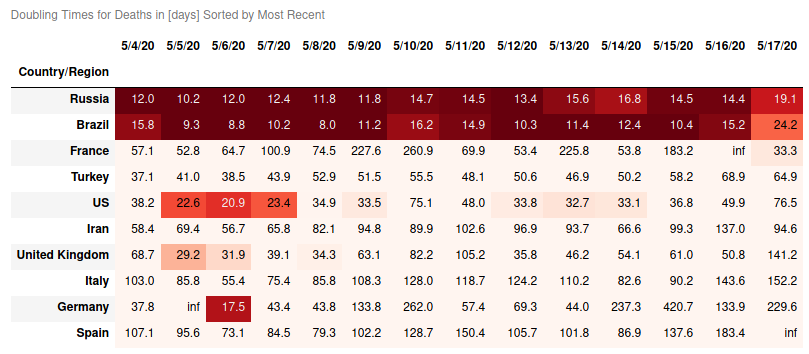 Doubling Times for Deaths in [days] Sorted by Most Recent
5/4/20 5/5/20 5/6/20 5/7/20 5/8/20 5/9/20 5/10/20 5/11/20 5/12/20 5/13/20 5/14/20 5/15/20 5/16/20 5/17/20
Country/Region
Russia 12.0 10.2 12.0 12.4 11.8 11.8 14.7 14.5 13.4 15.6 16.8 14.5 14.4 19.1
Brazil 15.8 9.3 8.8 10.2 8.0 11.2 16.2 14.9 10.3 11.4 12.4 10.4 15.2 24.2
France 57.1 52.8 64.7 100.9 74.5 227.6 260.9 69.9 53.4 225.8 53.8 183.2 inf 33.3
Turkey 37.1 41.0 38.5 43.9 52.9 51.5 55.5 48.1 50.6 46.9 50.2 58.2 68.9 64.9
US 38.2 22.6 20.9 23.4 34.9 33.5 75.1 48.0 33.8 32.7 33.1 36.8 49.9 76.5
Iran 58.4 69.4 56.7 65.8 82.1 94.8 89.9 102.6 96.9 93.7 66.6 99.3 137.0 94.6
United Kingdom 68.7 29.2 31.9 39.1 34.3 63.1 82.2 105.2 35.8 46.2 54.1 61.0 50.8 141.2
Italy 103.0 85.8 55.4 75.4 85.8 108.3 128.0 118.7 124.2 110.2 82.6 90.2 143.6 152.2
Germany 37.8 inf 17.5 43.4 43.8 133.8 262.0 57.4 69.3 44.0 237.3 420.7 133.9 229.6
Spain 107.1 95.6 73.1 84.5 79.3 102.2 128.7 150.4 105.7 101.8 86.9 137.6 183.4 inf